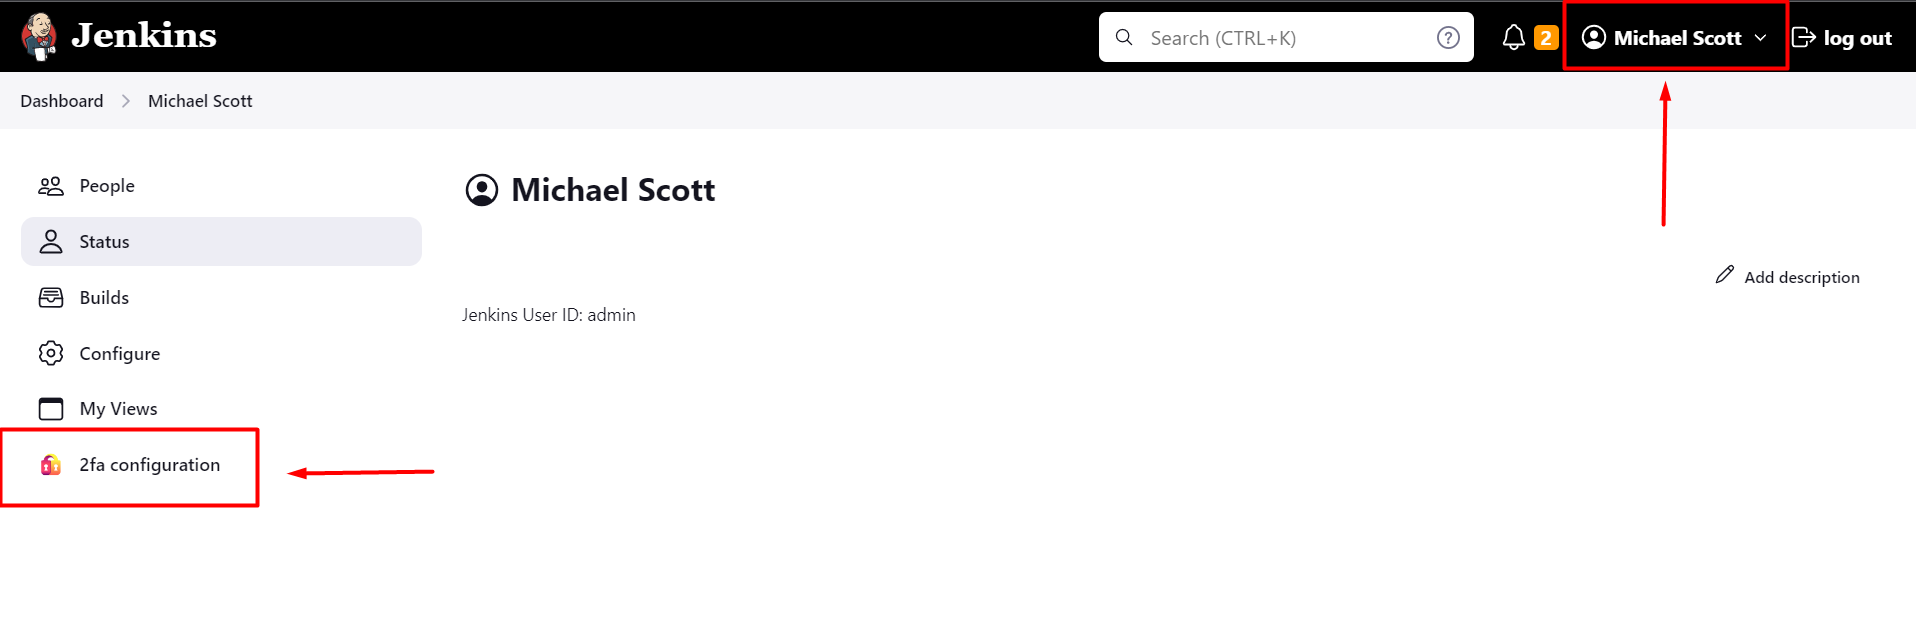 Jenkins
Search (CTRL+K)
?
2
Michael Scott
log out
Dashboard
Michael Scott
People
Status
Builds
Configure
My Views
2fa configuration
Michael Scott
Add description
Jenkins User ID: admin